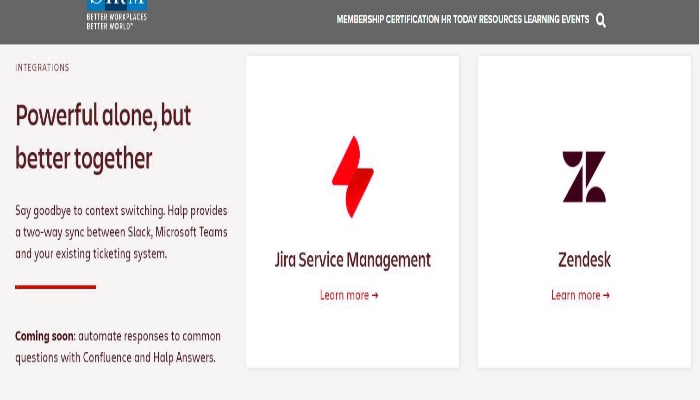 BETTER WORKPLACES
BETTER WORLD™
MEMBERSHIP CERTIFICATION HR TODAY RESOURCES LEARNING EVENTS
INTEGRATIONS
Powerful alone, but
better together
Say goodbye to context switching. Halp provides
a two-way sync between Slack, Microsoft Teams
and your existing ticketing system.
Coming soon: automate responses to common
questions with Confluence and Halp Answers.
Jira Service Management
Learn more →
Zendesk
Learn more →